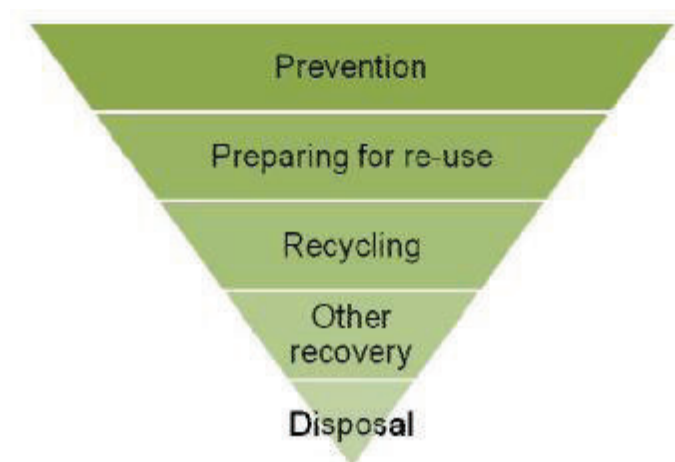 Prevention
Preparing for re-use
Recycling
Other
recovery
Disposal